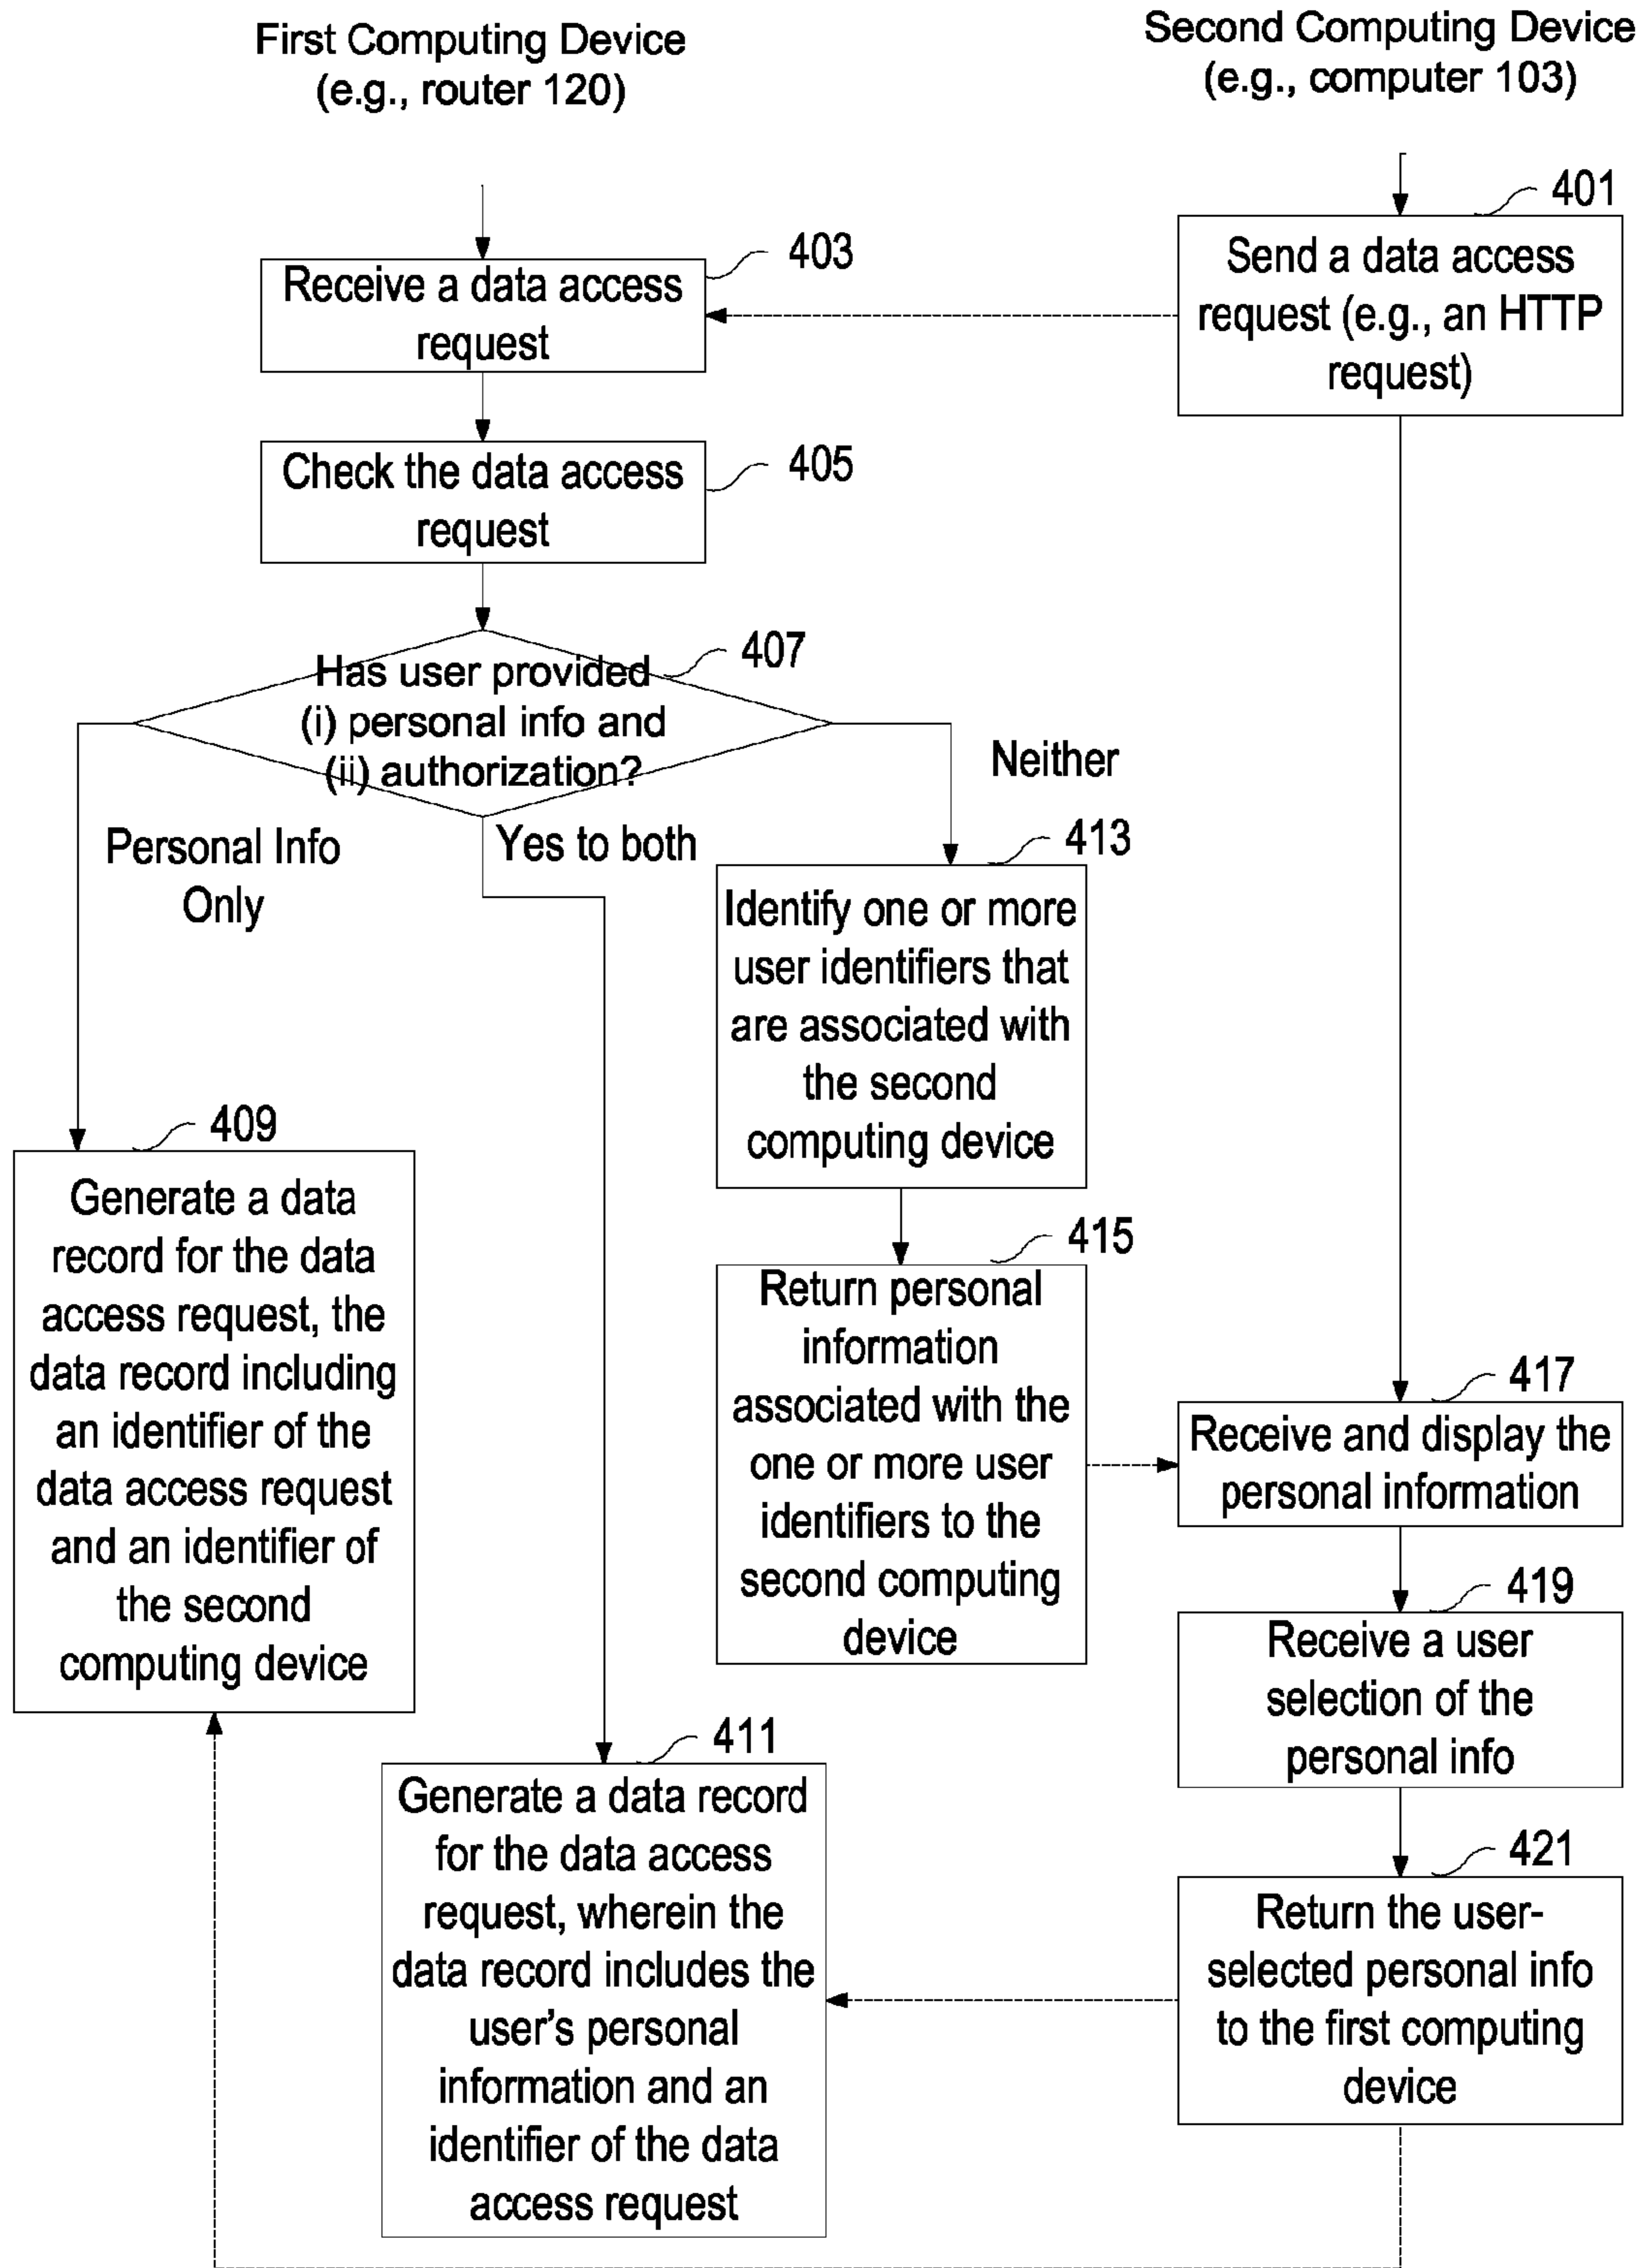 First Computing Device
(e.g., router 120)
Second Computing Device
(e.g., computer 103)
401
Send a data access
request (e.g., an HTTP
request)
403
Receive a data access
request
405
Check the data access
request
407
Has user provided
(i) personal info and
(ii) authorization?
Personal Info
Only
Yes to both
Neither
413
Identify one or more
user identifiers that
are associated with
the second
computing device
409
Generate a data
record for the data
access request, the
data record including
an identifier of the
data access request
and an identifier of
the second
computing device
415
Return personal
information
associated with the
one or more user
identifiers to the
second computing
device
417
Receive and display the
personal information
419
Receive a user
selection of the
personal info
411
Generate a data record
for the data access
request, wherein the
data record includes the
user's personal
information and an
identifier of the data
access request
421
Return the user-
selected personal info
to the first computing
device